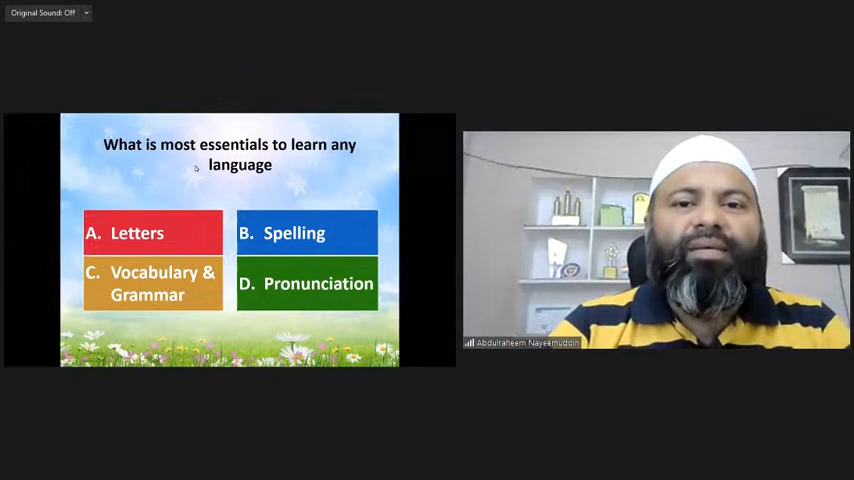 Original Sound: Off
What is most essentials to learn any
language
A. Letters
B. Spelling
C. Vocabulary &
Grammar
D. Pronunciation
Abdulraheem Nayeemuddin